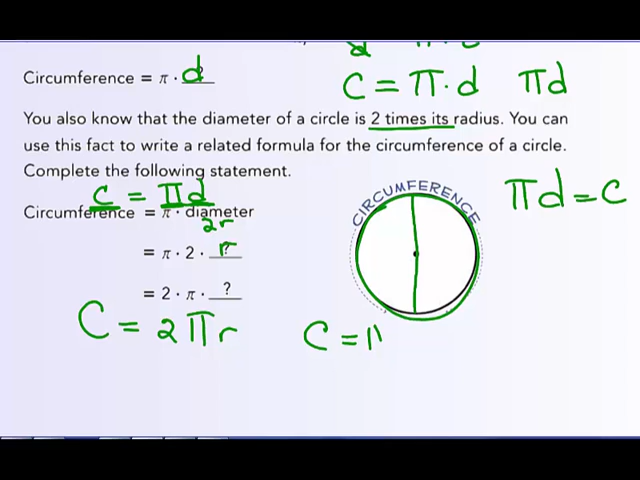 Circumference = π · d
C = π · d πd
You also know that the diameter of a circle is 2 times its radius. You can
use this fact to write a related formula for the circumference of a circle.
Complete the following statement.
C = πd
Circumference = π · diameter
2r
= π · 2 · r
= 2 · π · ?
C = 2πr
CIRCUMFERENCE
πd = C
C = π